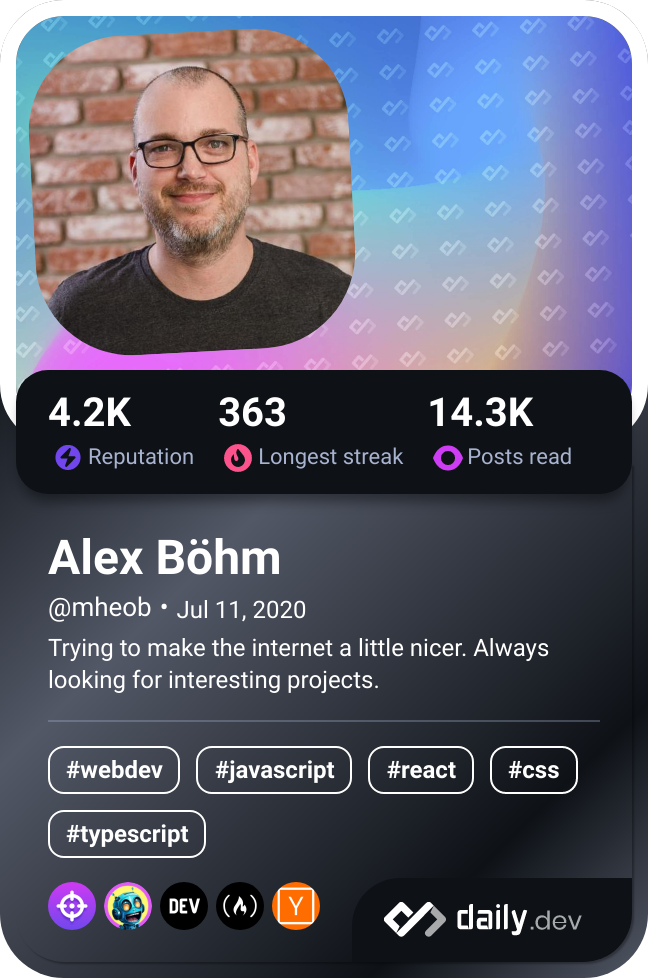 4.2K 363 14.3K
Reputation Longest streak Posts read
Alex Böhm
@mheob • Jul 11, 2020
Trying to make the internet a little nicer. Always
looking for interesting projects.
#webdev #javascript #react #css
#typescript
DEV Y daily.dev